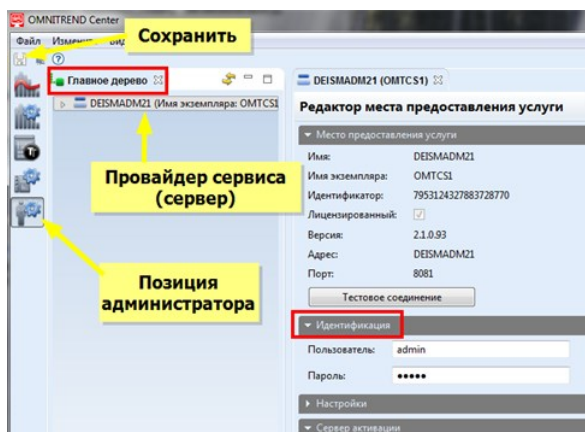 OMNITREND Center
Файл
Сохранить
Главное дерево
DEISMADM21 (OMTCS1)
DEISMADM21 (Имя экземпляра: OMTCS1
Редактор места предоставления услуги
Место предоставления услуги
Имя: DEISMADM21
Имя экземпляра: OMTCS1
Идентификатор: 7953124327883728770
Лицензированный:
Версия: 2.1.0.93
Адрес: DEISMADM21
Порт: 8081
Тестовое соединение
Провайдер сервиса
(сервер)
Позиция
администратора
Идентификация
Пользователь: admin
Пароль: •••••
Настройки
Сервер активации